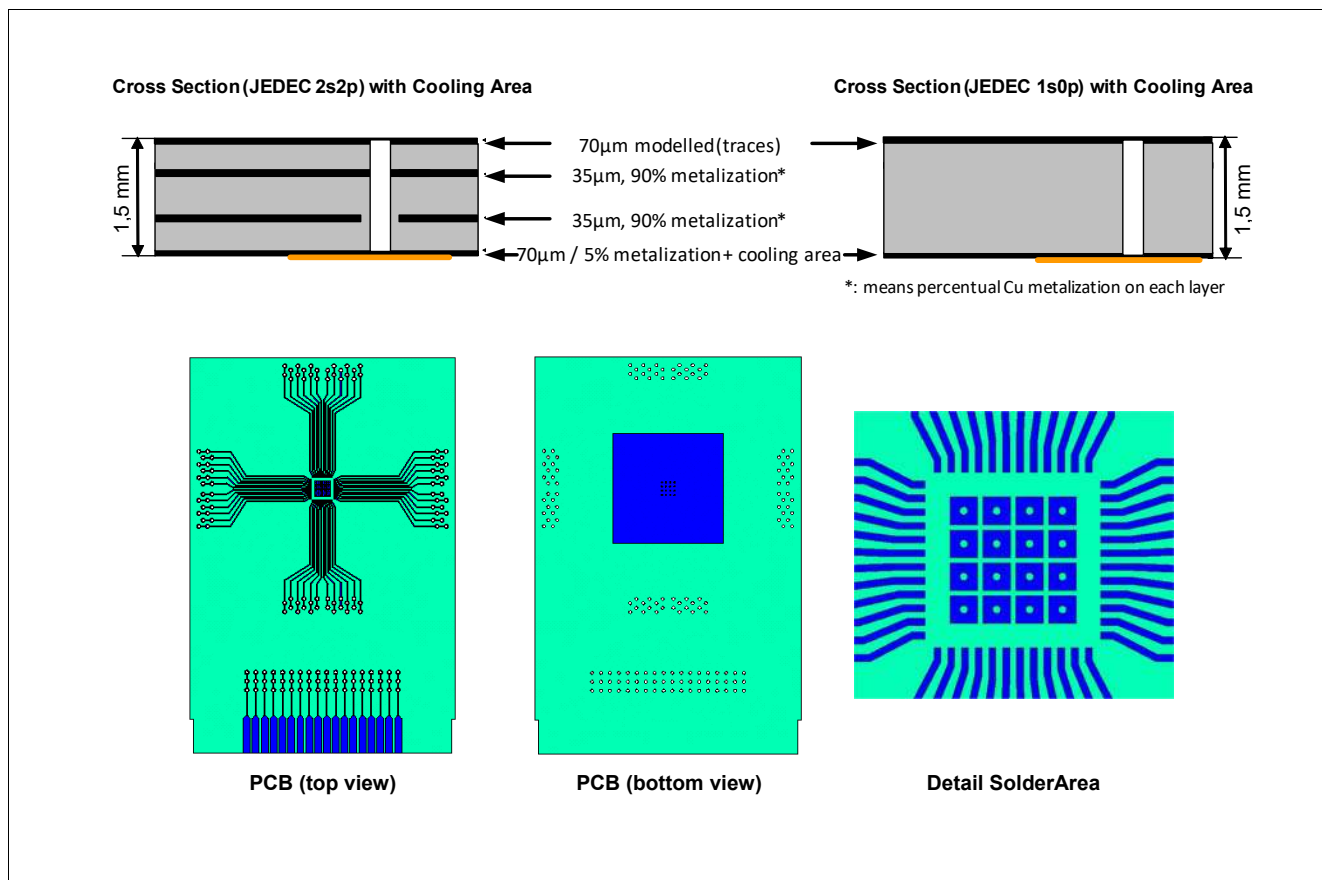 Cross Section (JEDEC 2s2p) with Cooling Area
Cross Section (JEDEC 1s0p) with Cooling Area
1,5 mm
70µm modelled (traces)
35µm, 90% metalization*
35µm, 90% metalization*
70µm / 5% metalization + cooling area
1,5 mm
*: means percentual Cu metalization on each layer
PCB (top view)
PCB (bottom view)
Detail SolderArea